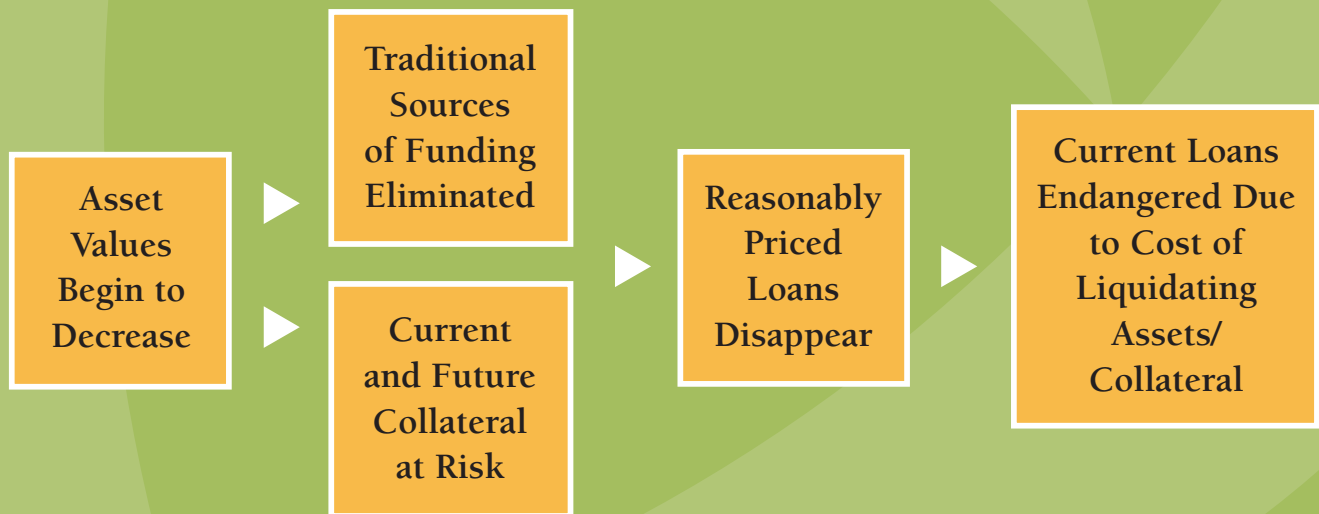 Asset
Values
Begin to
Decrease
Traditional
Sources
of Funding
Eliminated
Current
and Future
Collateral
at Risk
Reasonably
Priced
Loans
Disappear
Current Loans
Endangered Due
to Cost of
Liquidating
Assets/
Collateral